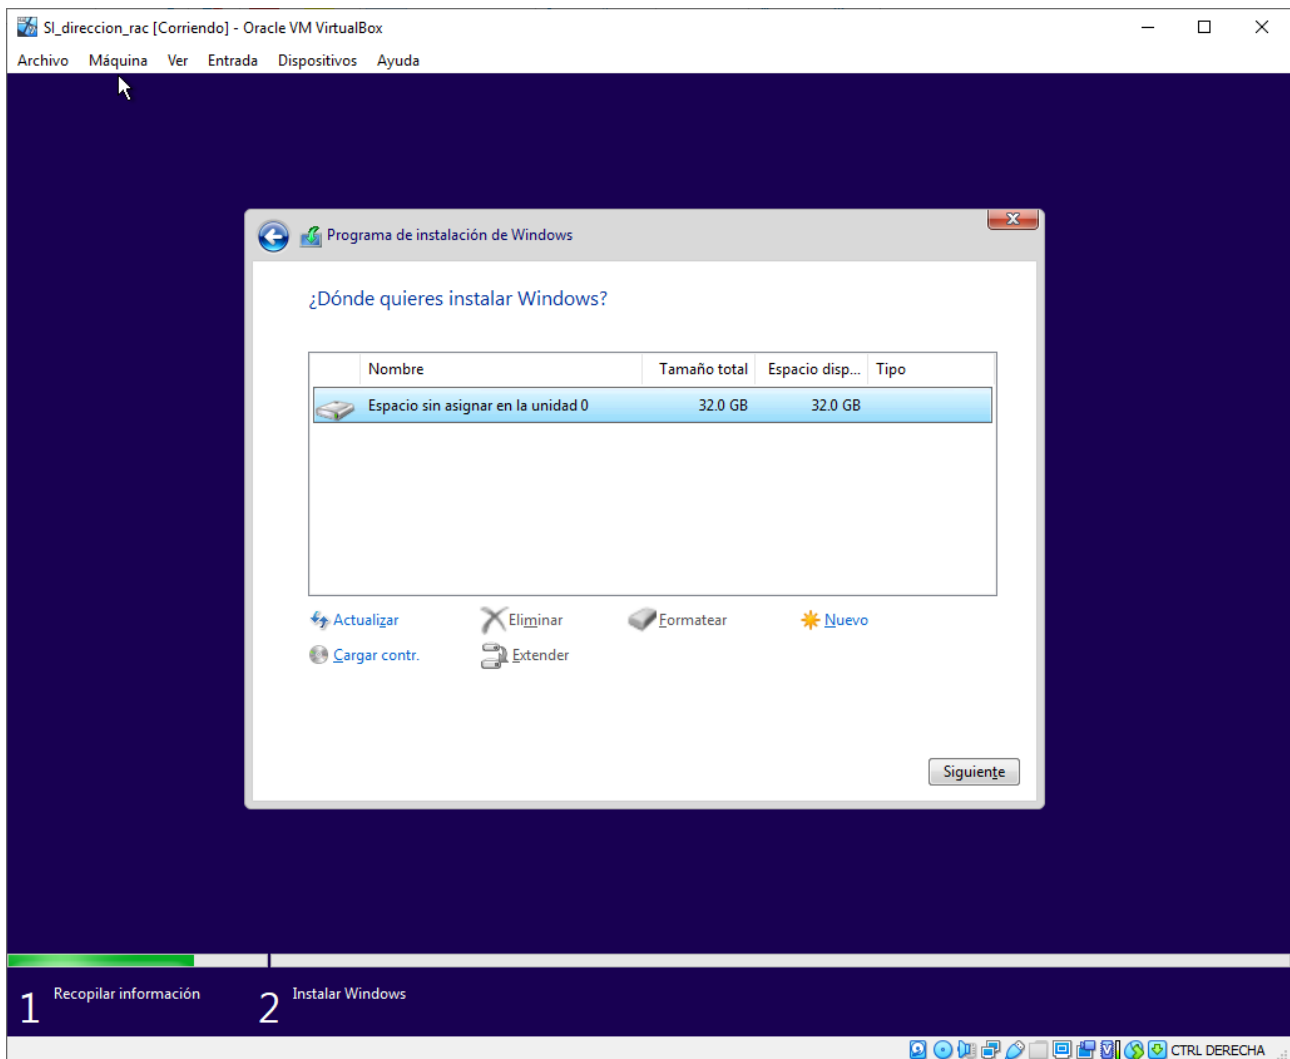 SI_direccion_rac [Corriendo] - Oracle VM VirtualBox
Archivo Máquina Ver Entrada Dispositivos Ayuda
Programa de instalación de Windows
¿Dónde quieres instalar Windows?
Nombre Tamaño total Espacio disp... Tipo
Espacio sin asignar en la unidad 0 32.0 GB 32.0 GB
Actualizar Eliminar Formatear Nuevo
Cargar contr. Extender
Siguiente
1 Recopilar información 2 Instalar Windows
CTRL DERECHA